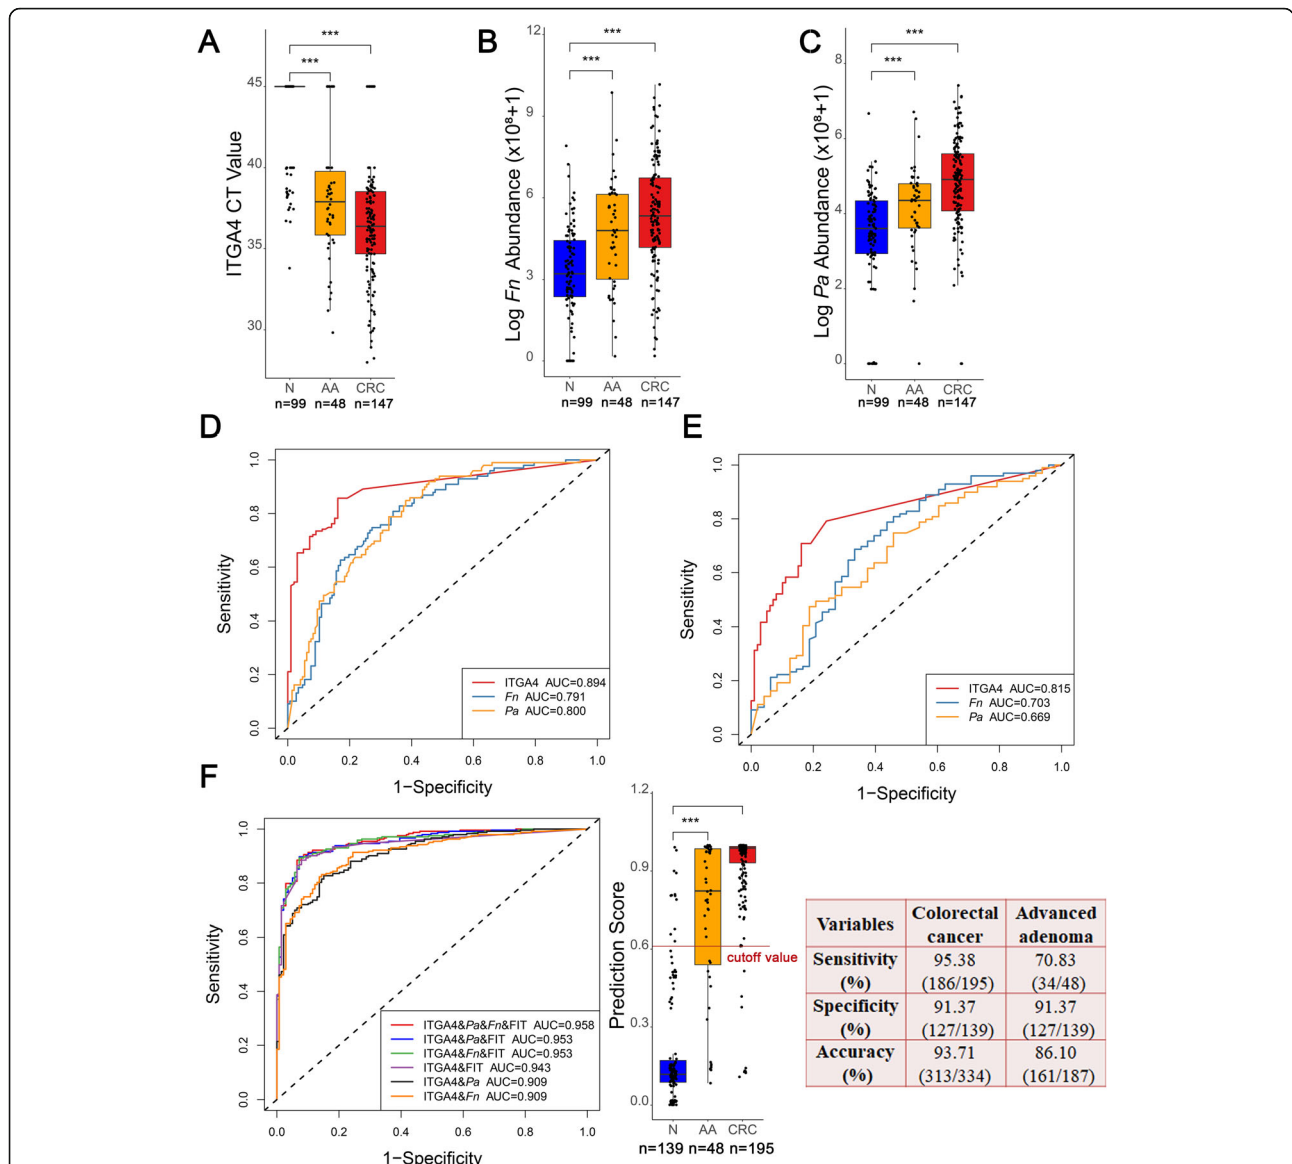 A
***
***
ITGA4 CT Value
45
40
35
30
N AA CRC
n=99 n=48 n=147
B
***
***
Log Fn Abundance (x10⁸+1)
12
9
6
3
0
N AA CRC
n=99 n=48 n=147
C
***
***
Log Pa Abundance (x10⁸+1)
8
6
4
2
0
N AA CRC
n=99 n=48 n=147
D
Sensitivity
1.0
0.8
0.6
0.4
0.2
0.0
ITGA4 AUC=0.894
Fn AUC=0.791
Pa AUC=0.800
0.0 0.2 0.4 0.6 0.8 1.0
1−Specificity
E
Sensitivity
1.0
0.8
0.6
0.4
0.2
0.0
ITGA4 AUC=0.815
Fn AUC=0.703
Pa AUC=0.669
0.0 0.2 0.4 0.6 0.8 1.0
1−Specificity
F
Sensitivity
1.0
0.8
0.6
0.4
0.2
0.0
ITGA4&Pa&Fn&FIT AUC=0.958
ITGA4&Pa&FIT AUC=0.953
ITGA4&Fn&FIT AUC=0.953
ITGA4&FIT AUC=0.943
ITGA4&Pa AUC=0.909
ITGA4&Fn AUC=0.909
0.0 0.2 0.4 0.6 0.8 1.0
1−Specificity
Prediction Score
1.2
0.9
0.6
0.3
0.0
***
cutoff value
N AA CRC
n=139 n=48 n=195
Variables Colorectal cancer Advanced adenoma
Sensitivity (%) 95.38 (186/195) 70.83 (34/48)
Specificity (%) 91.37 (127/139) 91.37 (127/139)
Accuracy (%) 93.71 (313/334) 86.10 (161/187)